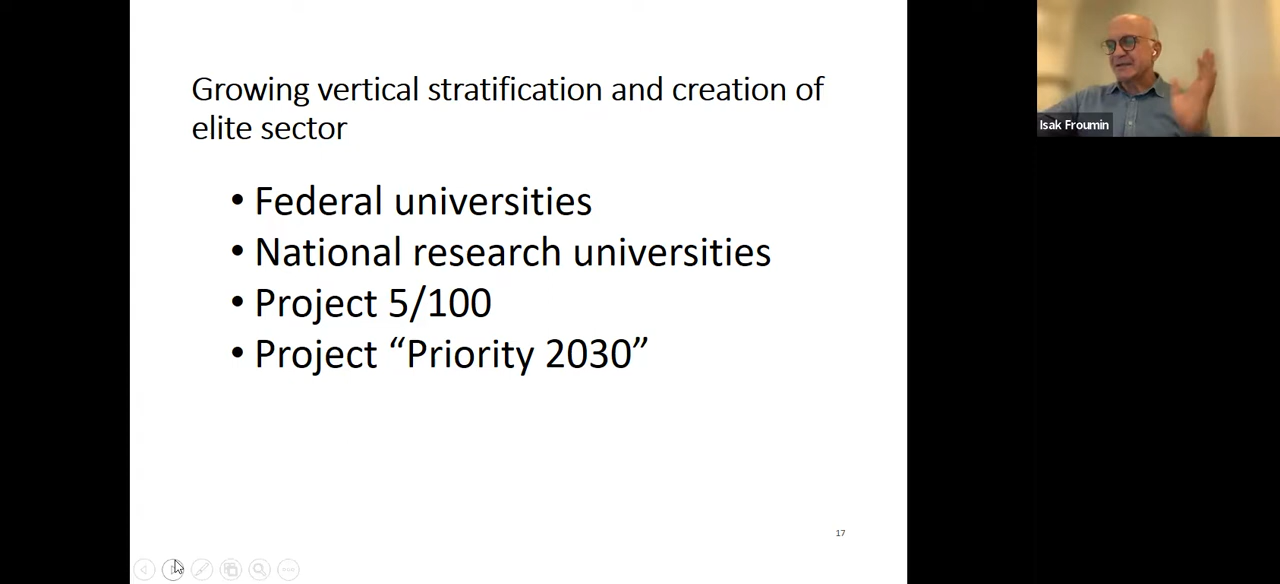 Growing vertical stratification and creation of
elite sector
• Federal universities
• National research universities
• Project 5/100
• Project “Priority 2030”
17
Isak Froumin